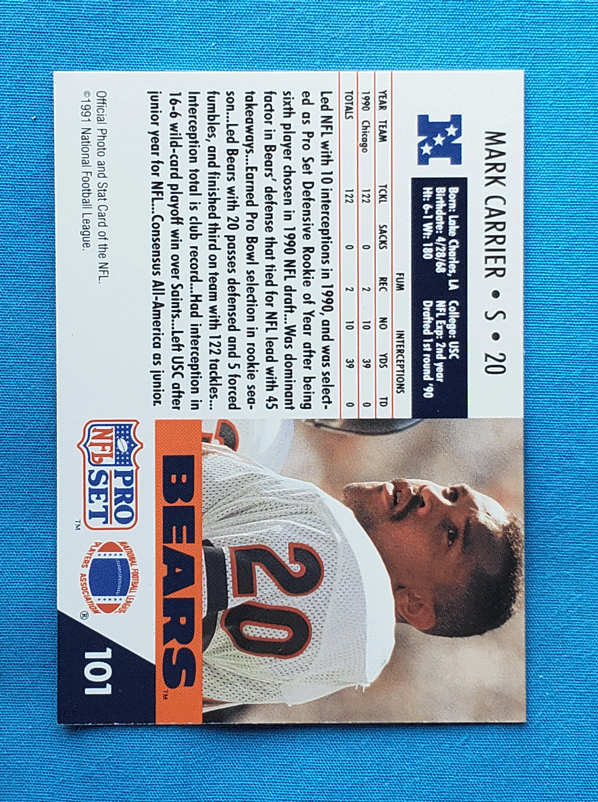 MARK CARRIER • S • 20
N
Born: Lake Charles, LA College: USC
Birthdate: 4/28/68 NFL Exp: 2nd year
Ht: 6-1 Wt: 180 Drafted 1st round '90
FUM INTERCEPTIONS
YEAR TEAM TCKL SACKS REC NO YDS TD
1990 Chicago 122 0 2 10 39 0
TOTALS 122 0 2 10 39 0
Led NFL with 10 interceptions in 1990, and was select-
ed as Pro Set Defensive Rookie of Year after being
sixth player chosen in 1990 NFL draft...Was dominant
factor in Bears' defense that tied for NFL lead with 45
takeaways...Earned Pro Bowl selection in rookie sea-
son...Led Bears with 20 passes defensed and 5 forced
fumbles, and finished third on team with 122 tackles...
Interception total is club record...Had interception in
16-6 wild-card playoff win over Saints...Left USC after
junior year for NFL...Consensus All-America as junior.
Official Photo and Stat Card of the NFL.
©1991 National Football League.
20
BEARS™
PRO
NFL
SET™
NATIONAL FOOTBALL LEAGUE
PLAYERS ASSOCIATION
®
101